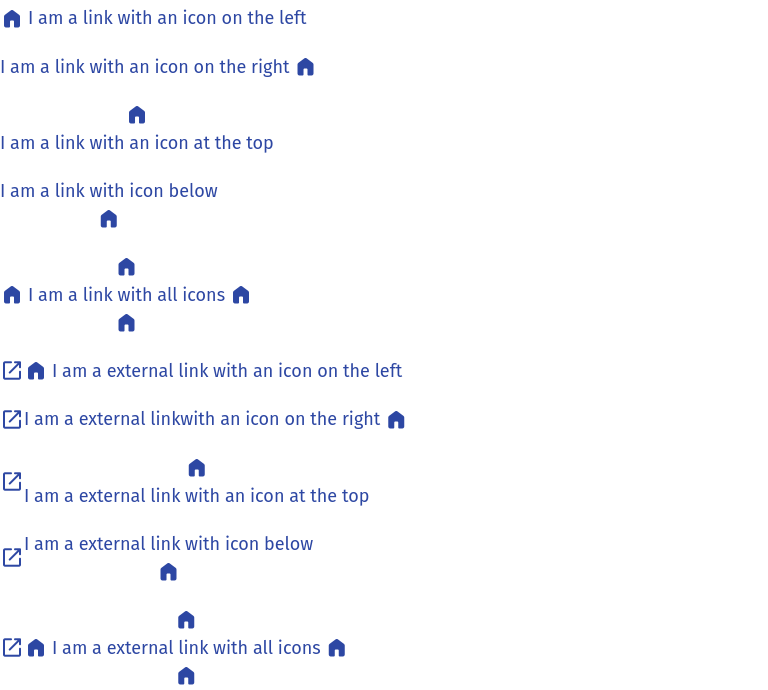 I am a link with an icon on the left
I am a link with an icon on the right
I am a link with an icon at the top
I am a link with icon below
I am a link with all icons
I am a external link with an icon on the left
I am a external linkwith an icon on the right
I am a external link with an icon at the top
I am a external link with icon below
I am a external link with all icons